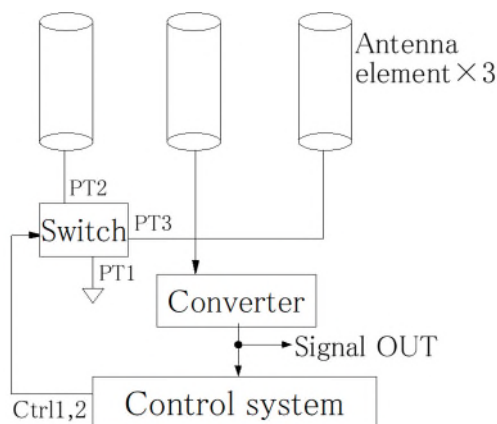 Antenna
element×3
PT2
Switch
PT3
PT1
Converter
Signal OUT
Ctrl1,2
Control system